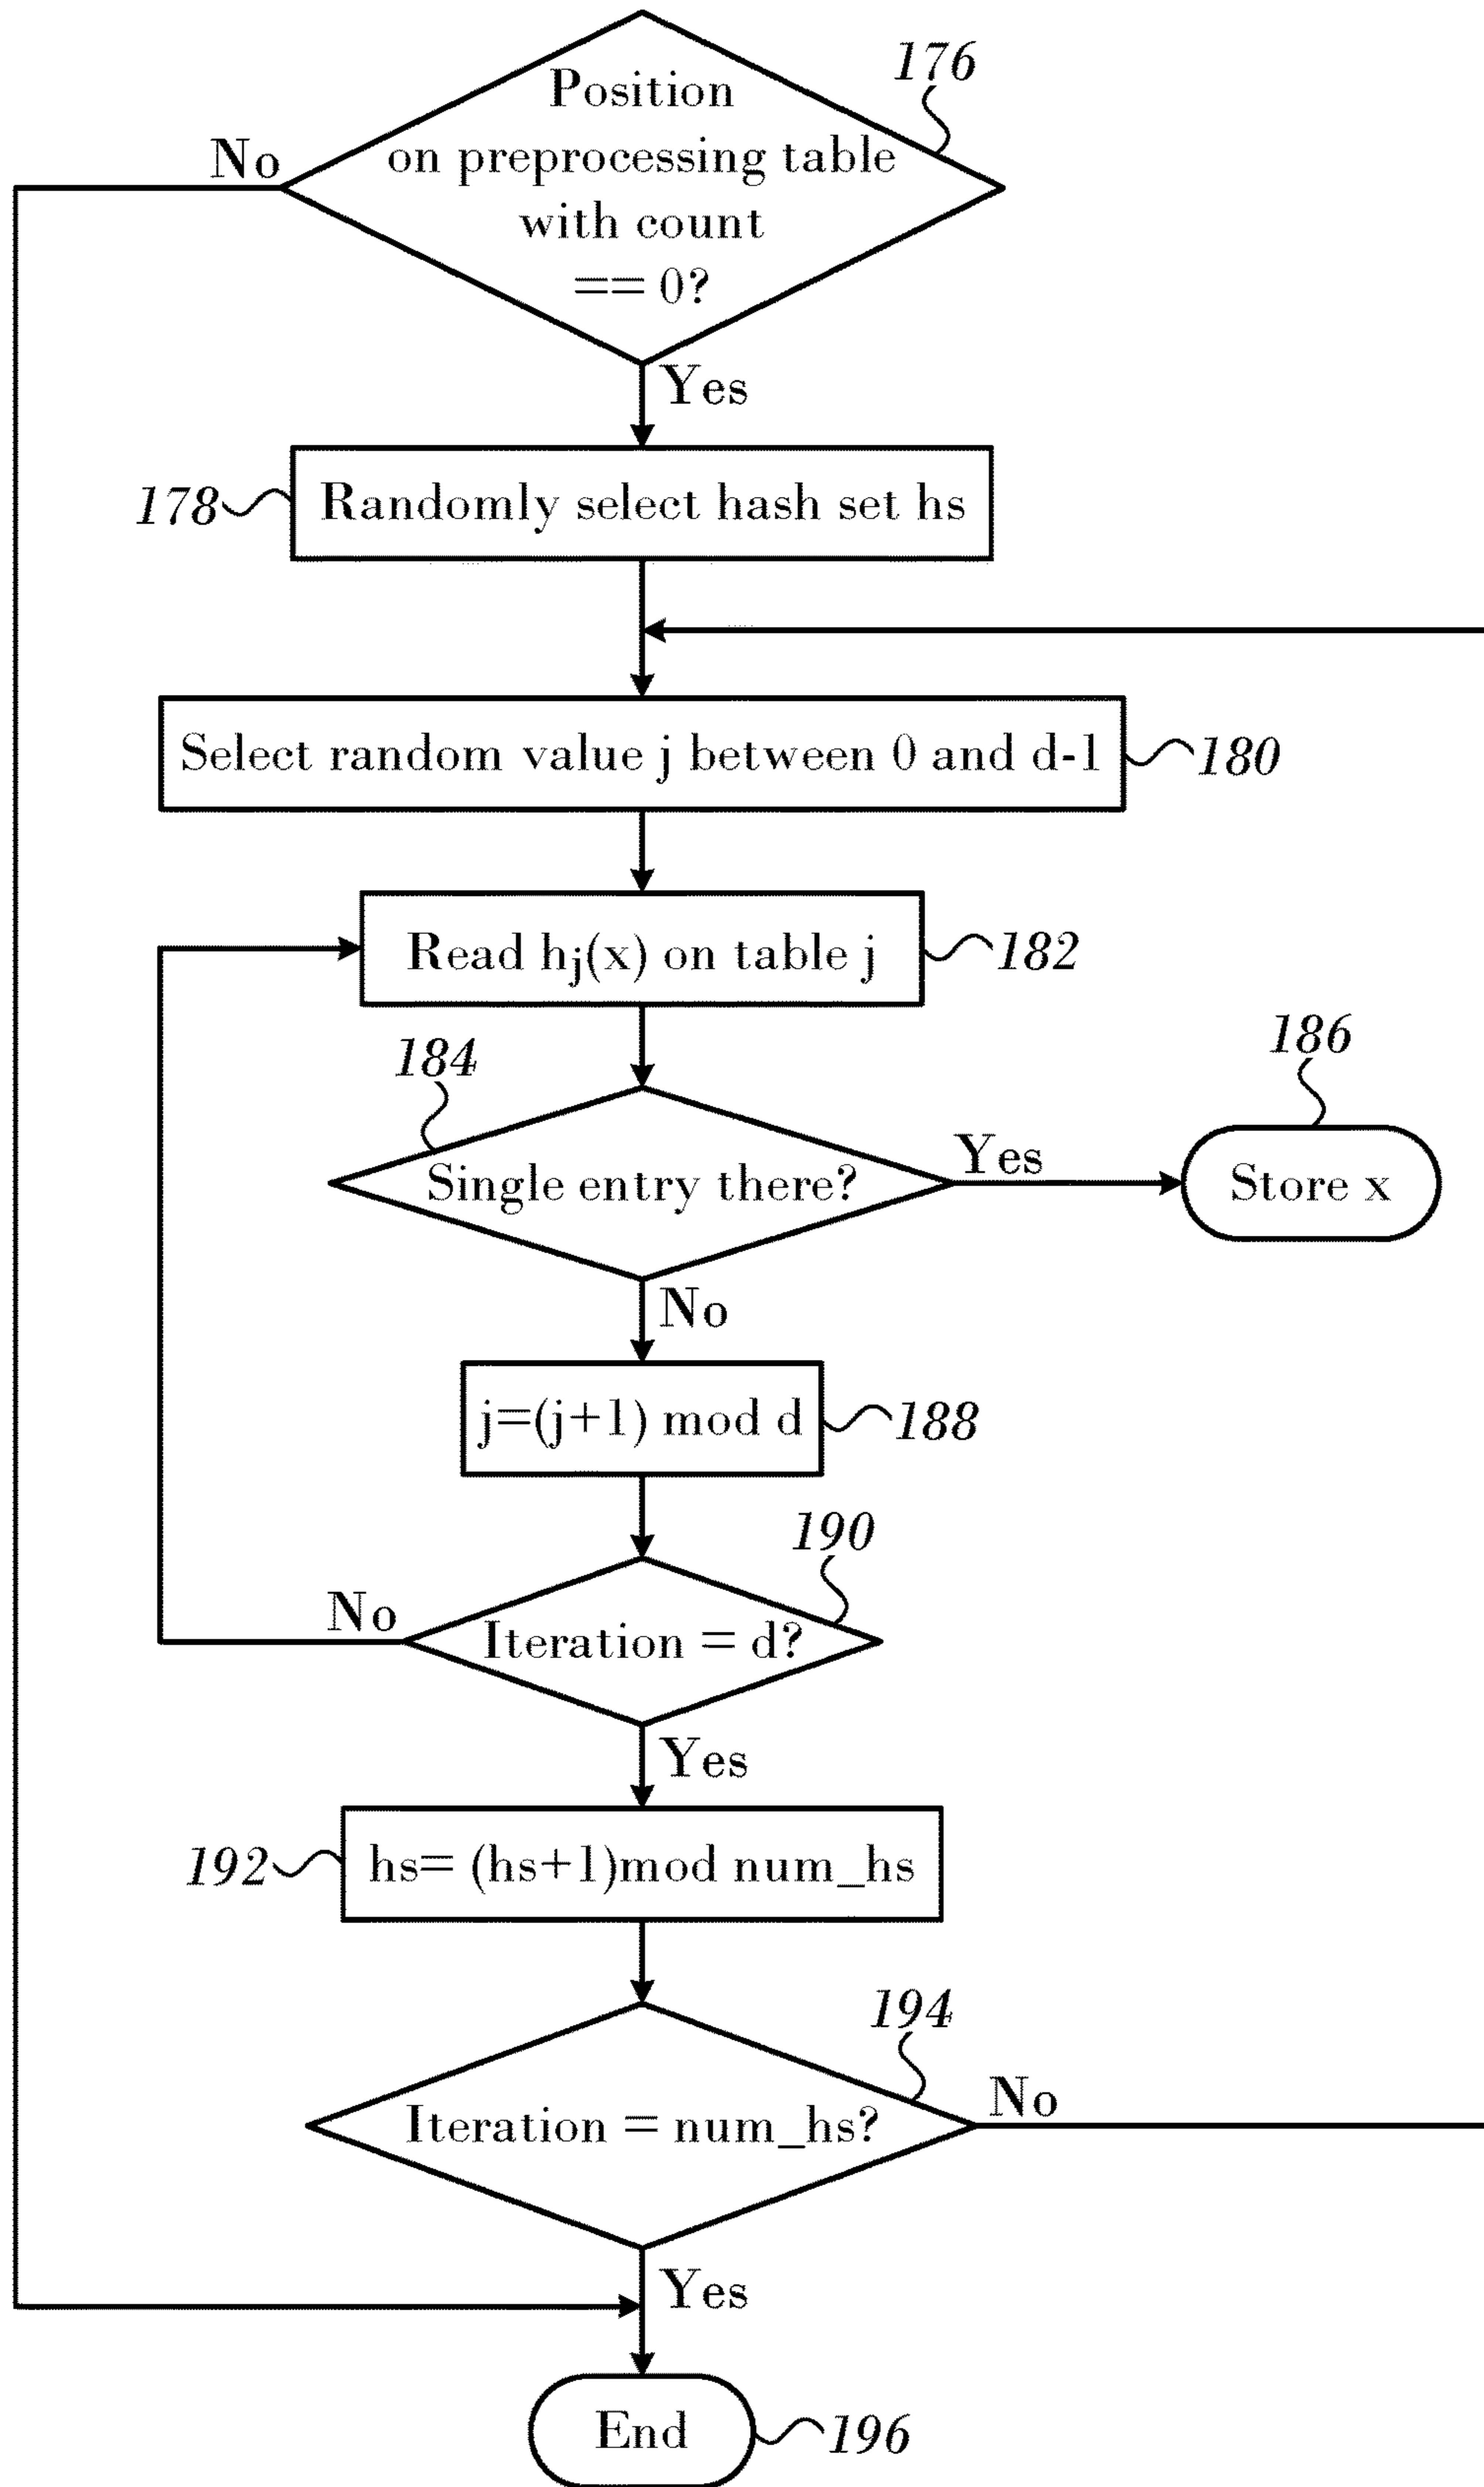 176
Position
on preprocessing table
with count
== 0?
No
Yes
178
Randomly select hash set hs
Select random value j between 0 and d-1
180
Read hj(x) on table j
182
184
186
Single entry there?
Yes
Store x
No
j=(j+1) mod d
188
190
No
Iteration = d?
Yes
192
hs= (hs+1)mod num_hs
194
Iteration = num_hs?
No
Yes
End
196